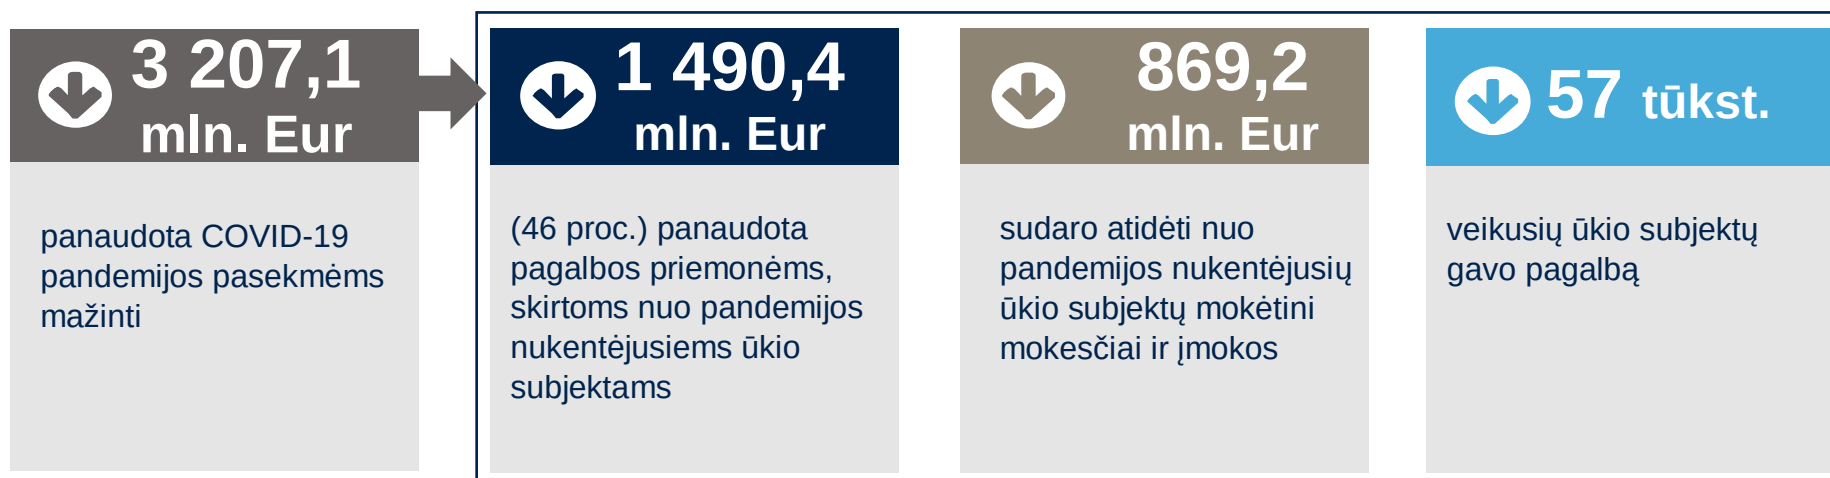 3 207,1
mln. Eur
panaudota COVID-19
pandemijos pasekmėms
mažinti
1 490,4
mln. Eur
(46 proc.) panaudota
pagalbos priemonėms,
skirtoms nuo pandemijos
nukentėjusiems ūkio
subjektams
869,2
mln. Eur
sudaro atidėti nuo
pandemijos nukentėjusių
ūkio subjektų mokėtini
mokesčiai ir įmokos
57 tūkst.
veikusių ūkio subjektų
gavo pagalbą